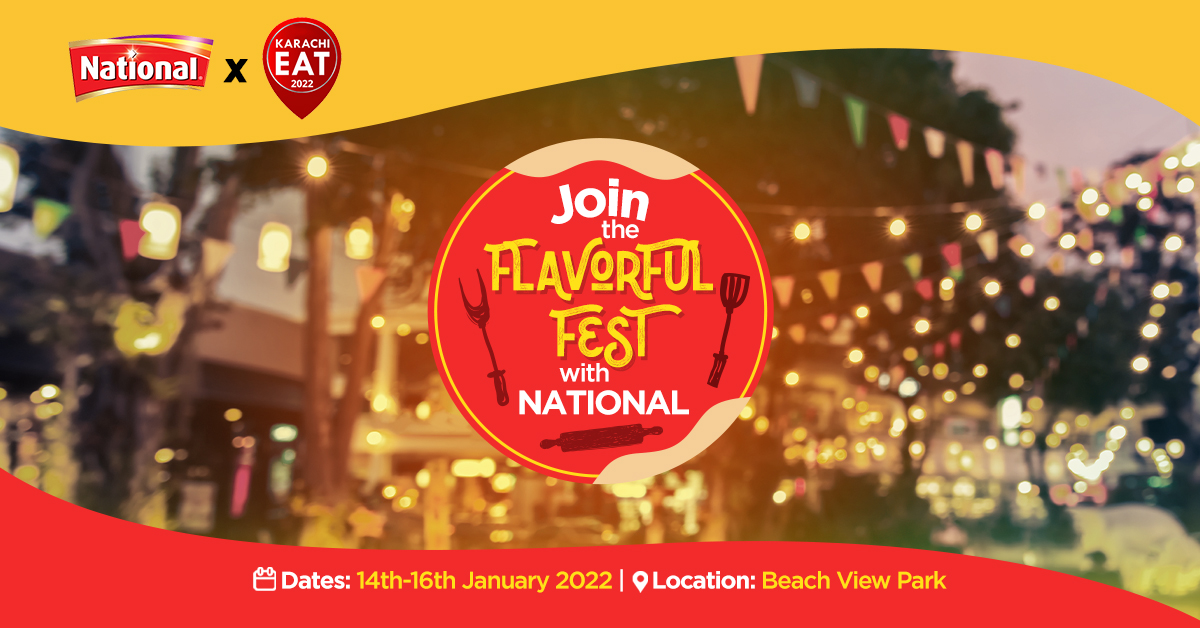 National
X
KARACHI
EAT
2022
Join
the
FLAVORFUL
FEST
with
NATIONAL
Dates: 14th-16th January 2022 | Location: Beach View Park